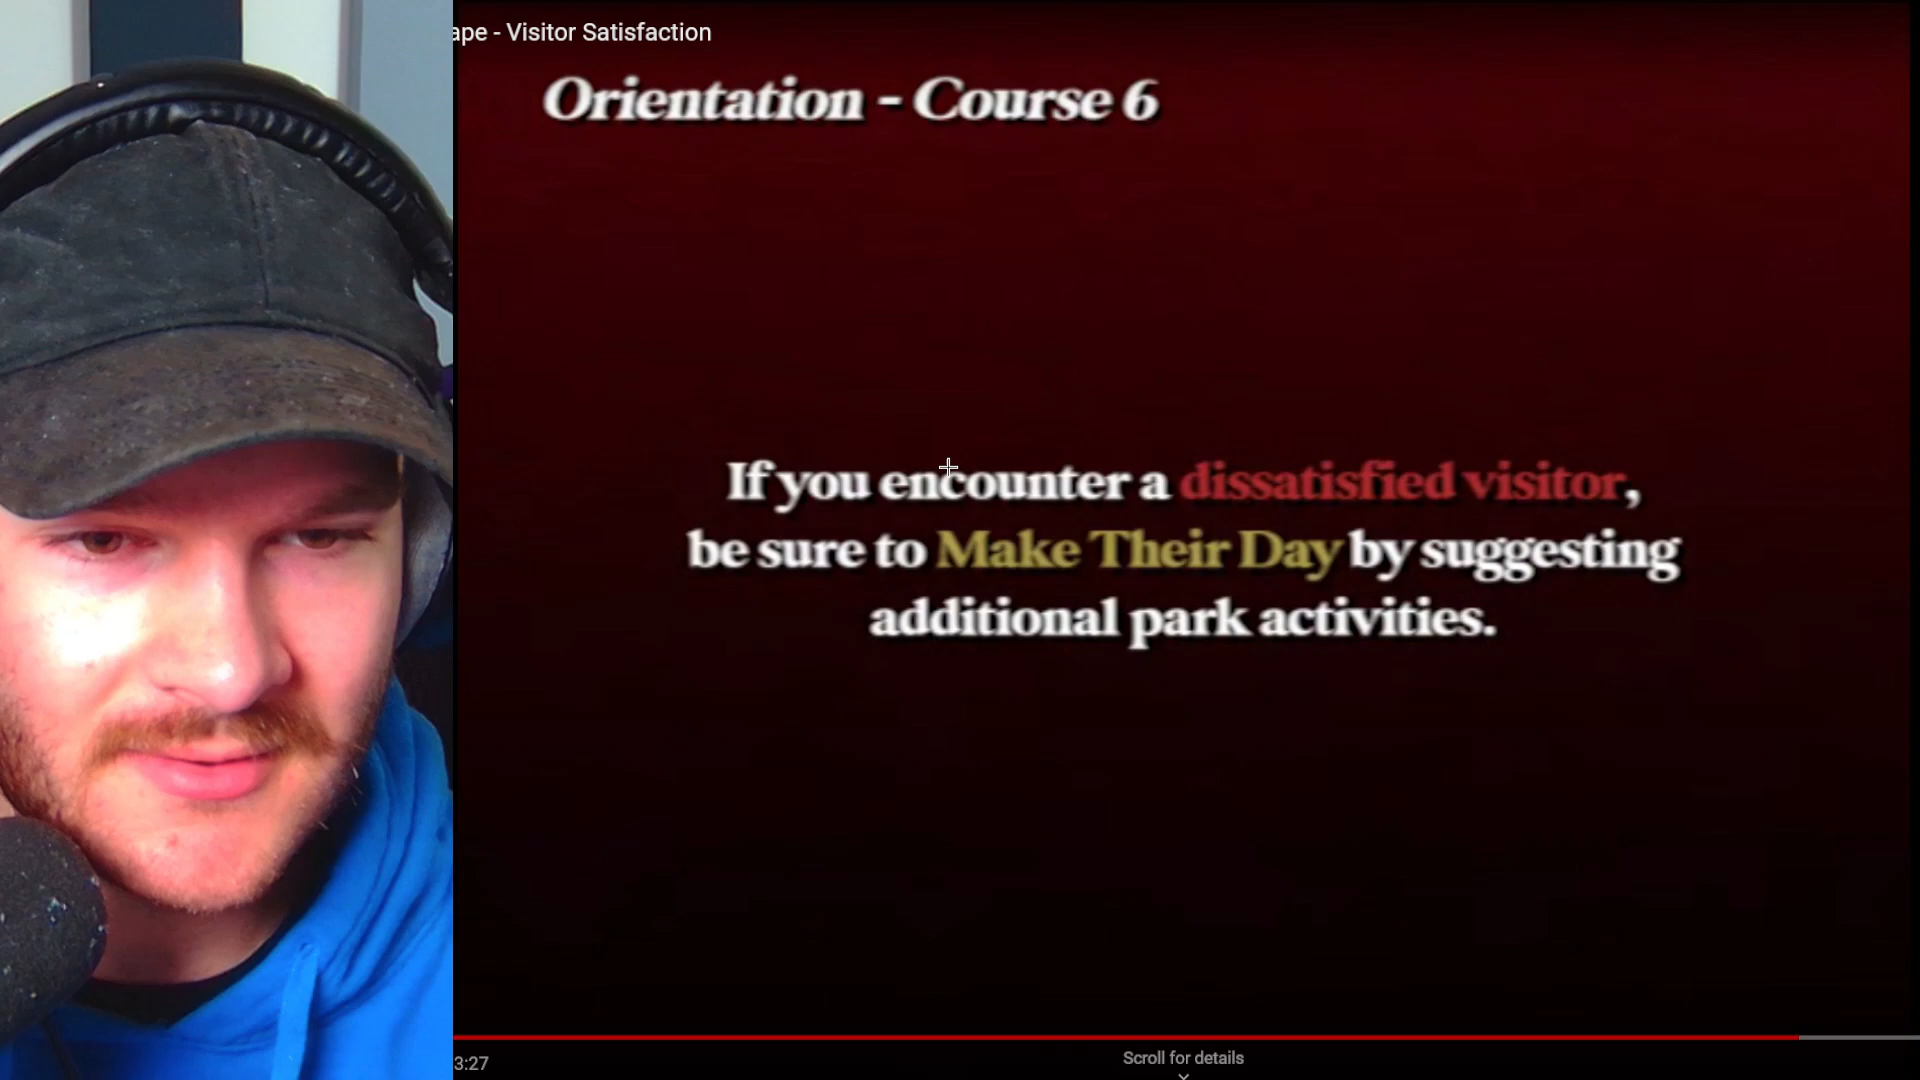 ape - Visitor Satisfaction
Orientation - Course 6
If you encounter a dissatisfied visitor,
be sure to Make Their Day by suggesting
additional park activities.
3:27
Scroll for details